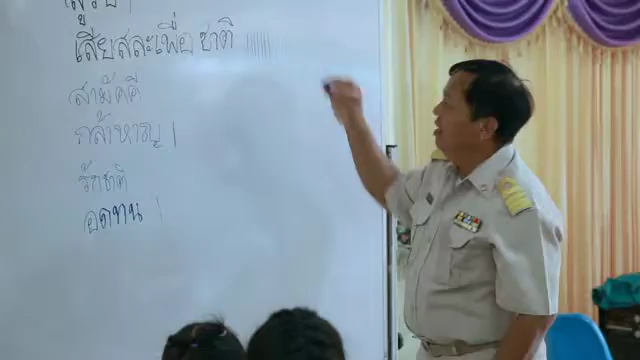 เสียสละเพื่อชาติ ||||||||
สามัคคี
กล้าหาญ |
รักชาติ
อดทน |